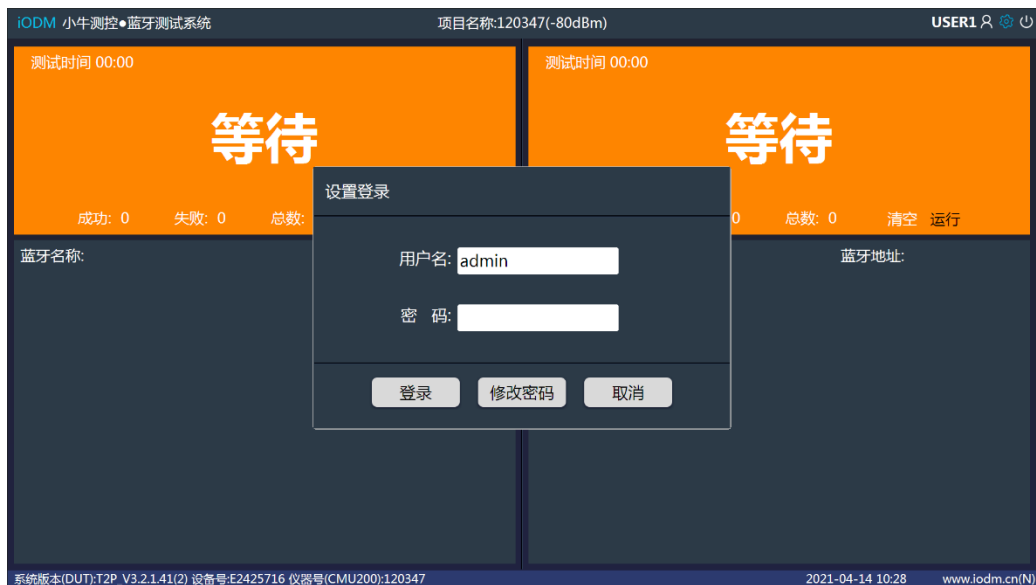 iODM 小牛测控●蓝牙测试系统 项目名称:120347(-80dBm) USER1
测试时间 00:00 测试时间 00:00
等待 等待
设置登录
成功: 0 失败: 0 总数: 0 总数: 0 清空 运行
蓝牙名称: 蓝牙地址:
用户名: admin
密 码:
登录 修改密码 取消
系统版本(DUT):T2P_V3.2.1.41(2) 设备号:E2425716 仪器号(CMU200):120347 2021-04-14 10:28 www.iodm.cn(N)